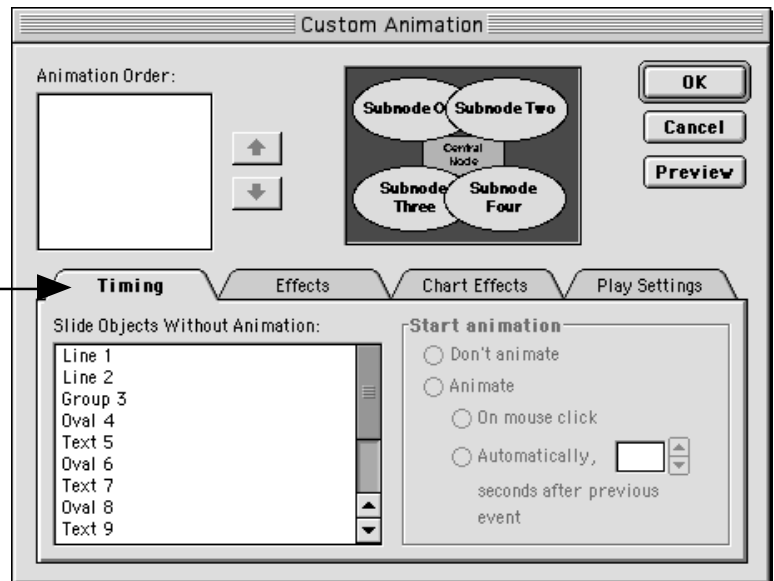 Custom Animation
Animation Order:
Subnode O
Subnode Two
Central
Node
Subnode
Three
Subnode
Four
OK
Cancel
Preview
Timing
Effects
Chart Effects
Play Settings
Slide Objects Without Animation:
Line 1
Line 2
Group 3
Oval 4
Text 5
Oval 6
Text 7
Oval 8
Text 9
Start animation
Don't animate
Animate
On mouse click
Automatically,
seconds after previous
event